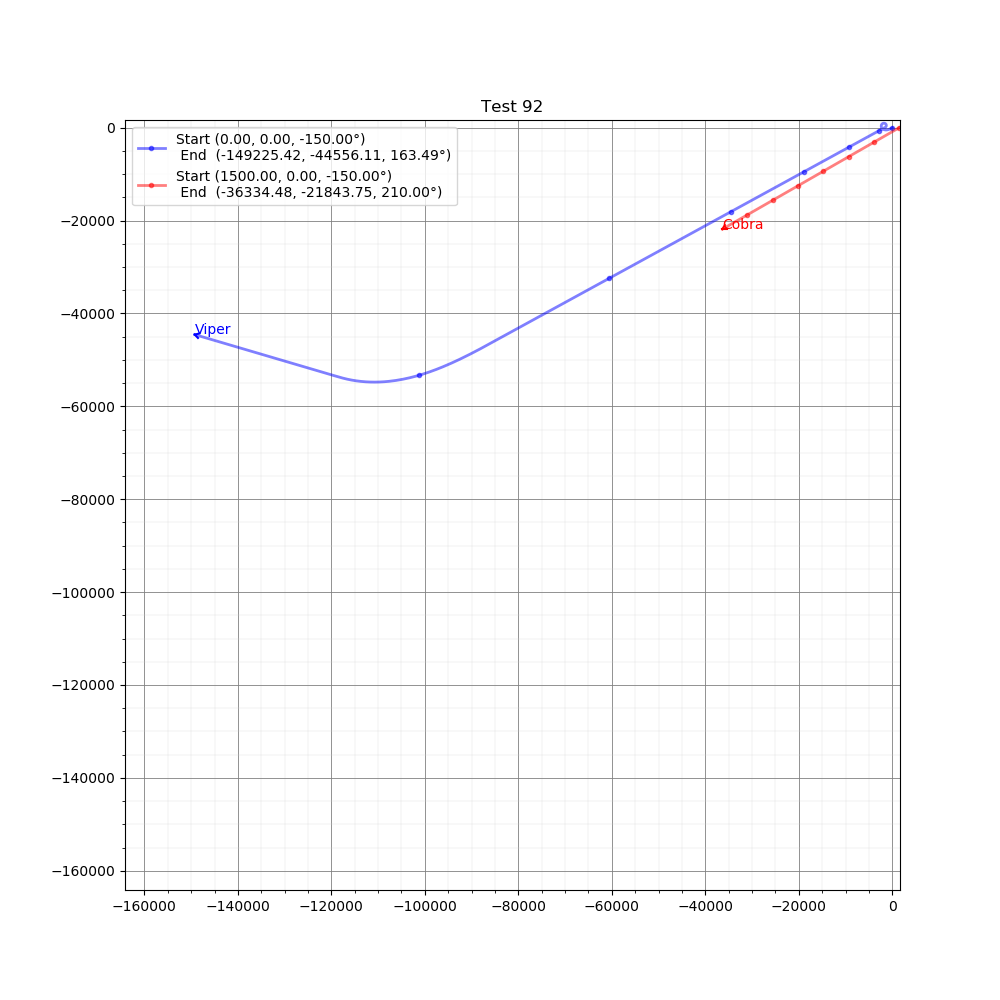 Test 92
Start (0.00, 0.00, -150.00°)
End (-149225.42, -44556.11, 163.49°)
Start (1500.00, 0.00, -150.00°)
End (-36334.48, -21843.75, 210.00°)
Cobra
Viper
0
−20000
−40000
−60000
−80000
−100000
−120000
−140000
−160000
−160000 −140000 −120000 −100000 −80000 −60000 −40000 −20000 0